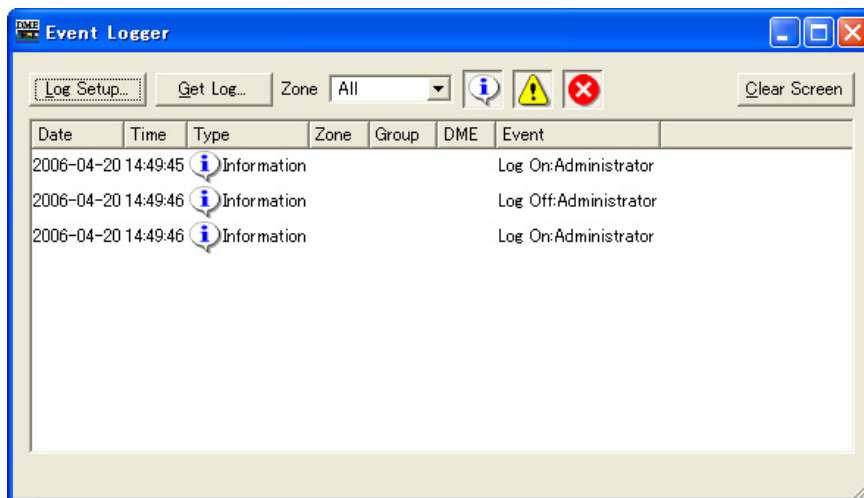 DME Event Logger
Log Setup... Get Log... Zone All Clear Screen
Date Time Type Zone Group DME Event
2006-04-20 14:49:45 Information Log On:Administrator
2006-04-20 14:49:46 Information Log Off:Administrator
2006-04-20 14:49:46 Information Log On:Administrator